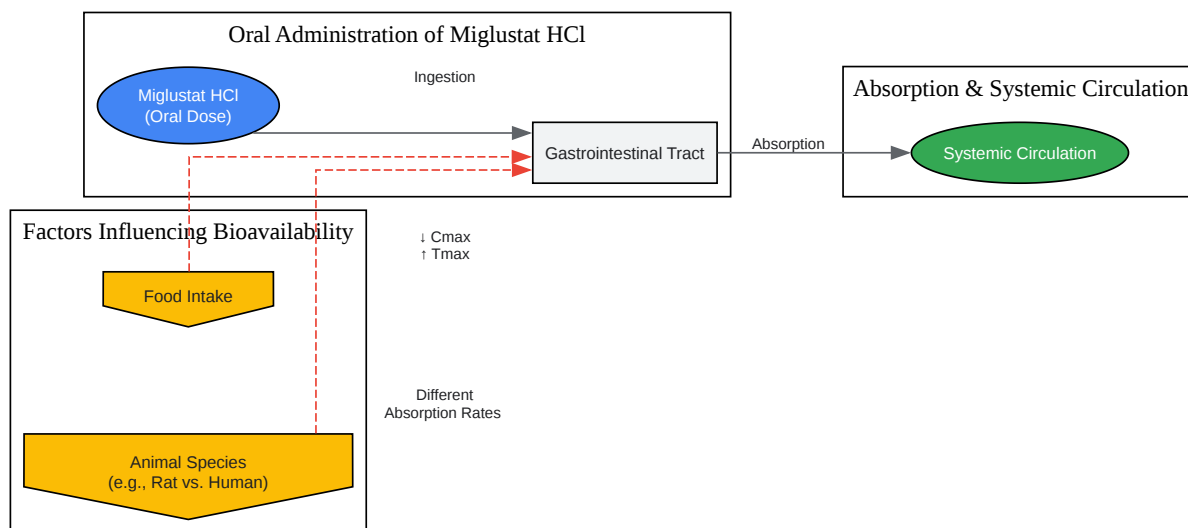 Oral Administration of Miglustat HCl
Ingestion
Miglustat HCl
(Oral Dose)
Gastrointestinal Tract
Absorption
Absorption & Systemic Circulation
Systemic Circulation
Factors Influencing Bioavailability
↓ Cmax
↑ Tmax
Food Intake
Different
Absorption Rates
Animal Species
(e.g., Rat vs. Human)